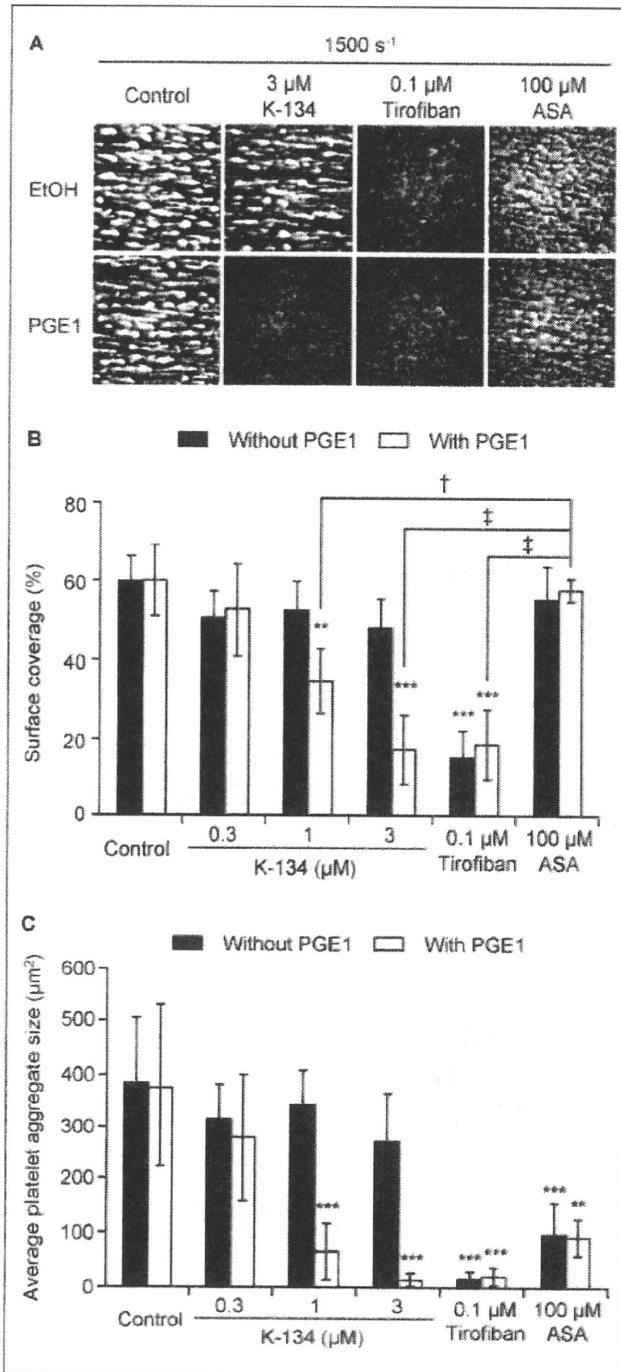 A
1500 s⁻¹
Control
3 µM
K-134
0.1 µM
Tirofiban
100 µM
ASA
EtOH
PGE1
B
Without PGE1
With PGE1
Surface coverage (%)
80
60
40
20
0
†
‡
‡
**
***
***
***
Control
0.3
1
3
K-134 (µM)
0.1 µM
Tirofiban
100 µM
ASA
C
Without PGE1
With PGE1
Average platelet aggregate size (µm²)
600
500
400
300
200
100
0
***
***
***
***
***
**
Control
0.3
1
3
K-134 (µM)
0.1 µM
Tirofiban
100 µM
ASA